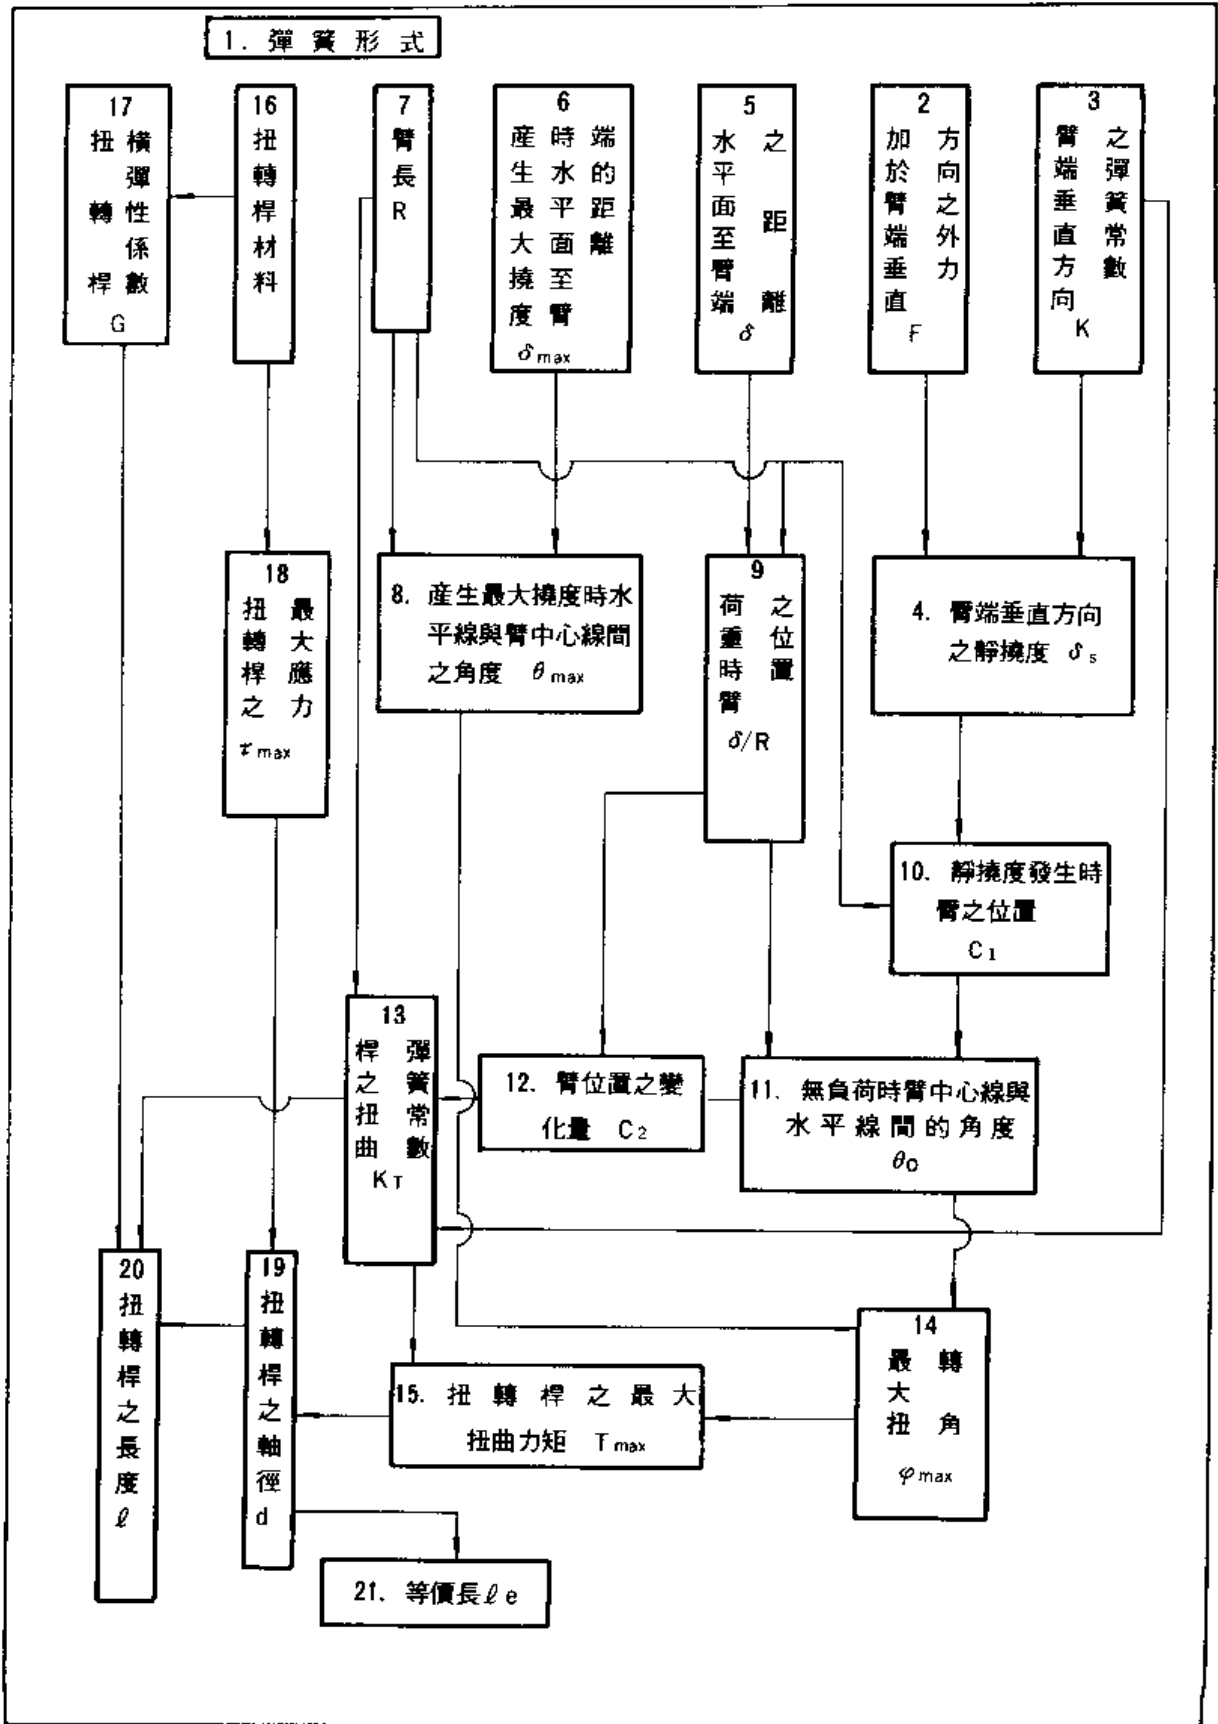 1. 彈簧形式
17
扭轉桿
橫彈性係數
G
16
扭轉桿材料
7
臂長R
6
產生最大撓度
時水平面至臂
端的距離
δmax
5
水平面至臂端
之距離
δ
2
加於臂端垂直
方向之外力
F
3
臂端垂直方向
之彈簧常數
K
18
扭轉桿之
最大應力
τmax
8. 產生最大撓度時水
平線與臂中心線間
之角度 θmax
9
荷重時臂
之位置
δ/R
4. 臂端垂直方向
之靜撓度 δs
10. 靜撓度發生時
臂之位置
C1
13
桿之扭曲
彈簧常數
KT
12. 臂位置之變
化量 C2
11. 無負荷時臂中心線與
水平線間的角度
θ0
20
扭轉桿之長度ℓ
19
扭轉桿之軸徑d
15. 扭轉桿之最大
扭曲力矩 Tmax
14
最大扭
轉角
φmax
21. 等價長ℓe